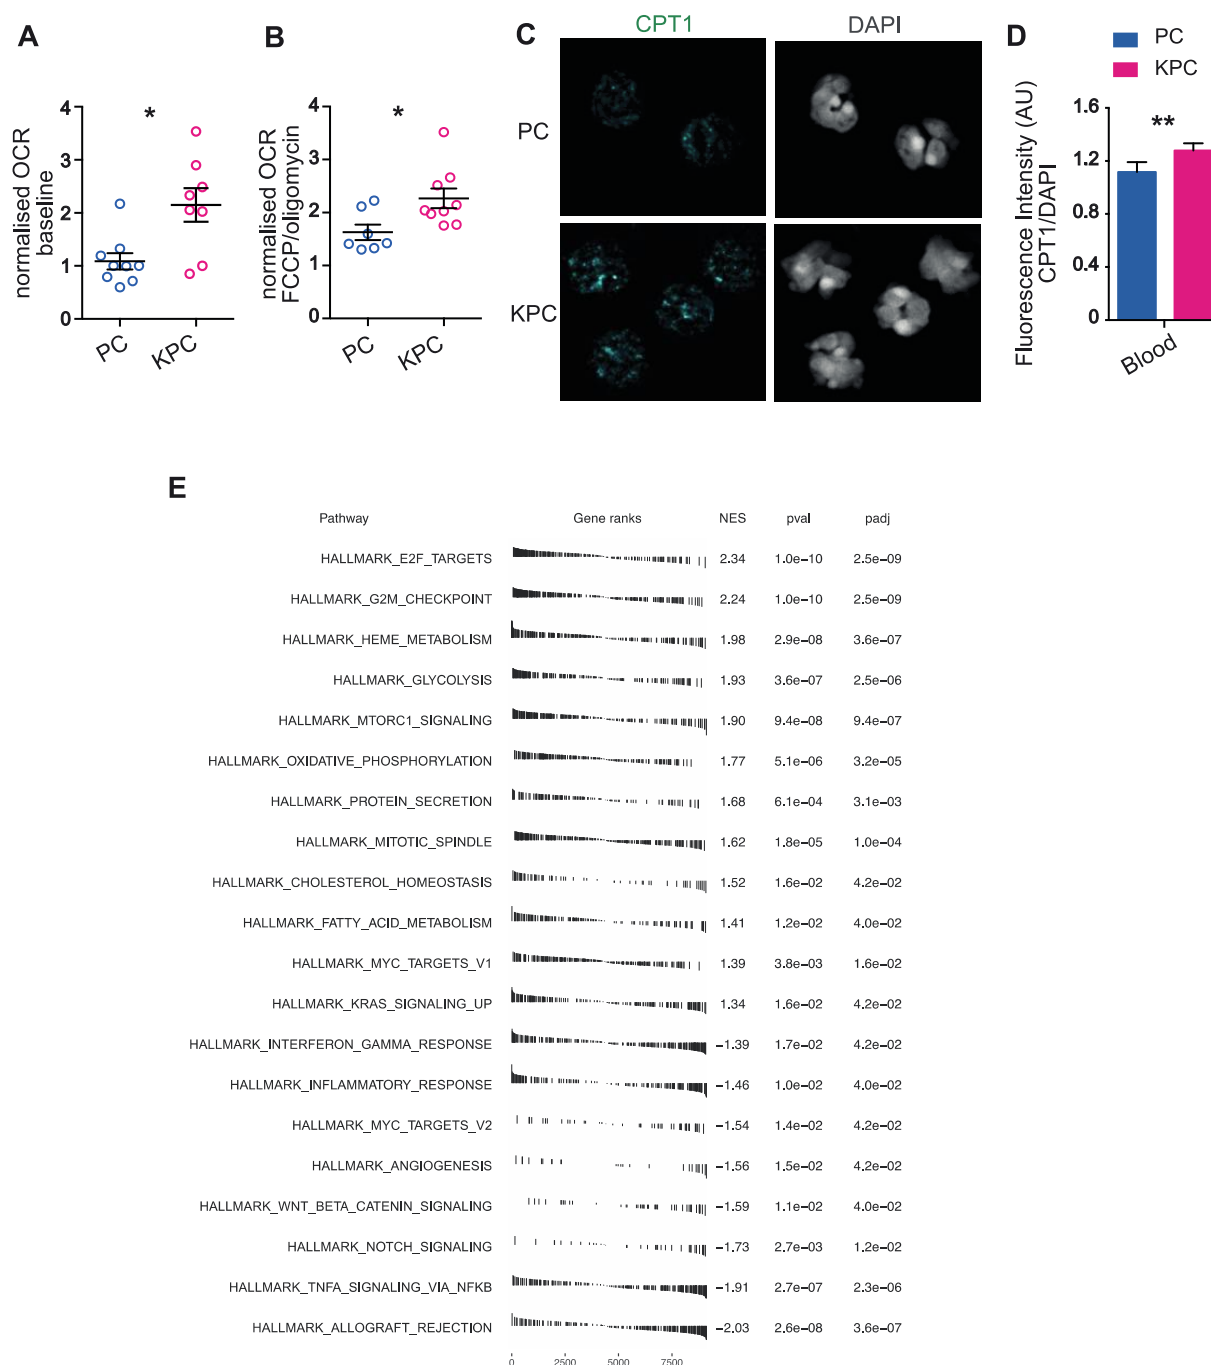 A
normalised OCR
baseline
4
3
2
1
0
*
PC
KPC
B
normalised OCR
FCCP/oligomycin
4
3
2
1
0
*
PC
KPC
C
CPT1
DAPI
PC
KPC
D
PC
KPC
Fluorescence Intensity (AU)
CPT1/DAPI
1.6
1.2
0.8
0.4
0
**
Blood
E
Pathway Gene ranks NES pval padj
HALLMARK_E2F_TARGETS 2.34 1.0e−10 2.5e−09
HALLMARK_G2M_CHECKPOINT 2.24 1.0e−10 2.5e−09
HALLMARK_HEME_METABOLISM 1.98 2.9e−08 3.6e−07
HALLMARK_GLYCOLYSIS 1.93 3.6e−07 2.5e−06
HALLMARK_MTORC1_SIGNALING 1.90 9.4e−08 9.4e−07
HALLMARK_OXIDATIVE_PHOSPHORYLATION 1.77 5.1e−06 3.2e−05
HALLMARK_PROTEIN_SECRETION 1.68 6.1e−04 3.1e−03
HALLMARK_MITOTIC_SPINDLE 1.62 1.8e−05 1.0e−04
HALLMARK_CHOLESTEROL_HOMEOSTASIS 1.52 1.6e−02 4.2e−02
HALLMARK_FATTY_ACID_METABOLISM 1.41 1.2e−02 4.0e−02
HALLMARK_MYC_TARGETS_V1 1.39 3.8e−03 1.6e−02
HALLMARK_KRAS_SIGNALING_UP 1.34 1.6e−02 4.2e−02
HALLMARK_INTERFERON_GAMMA_RESPONSE −1.39 1.7e−02 4.2e−02
HALLMARK_INFLAMMATORY_RESPONSE −1.46 1.0e−02 4.0e−02
HALLMARK_MYC_TARGETS_V2 −1.54 1.4e−02 4.2e−02
HALLMARK_ANGIOGENESIS −1.56 1.5e−02 4.2e−02
HALLMARK_WNT_BETA_CATENIN_SIGNALING −1.59 1.1e−02 4.0e−02
HALLMARK_NOTCH_SIGNALING −1.73 2.7e−03 1.2e−02
HALLMARK_TNFA_SIGNALING_VIA_NFKB −1.91 2.7e−07 2.3e−06
HALLMARK_ALLOGRAFT_REJECTION −2.03 2.6e−08 3.6e−07
0 2500 5000 7500